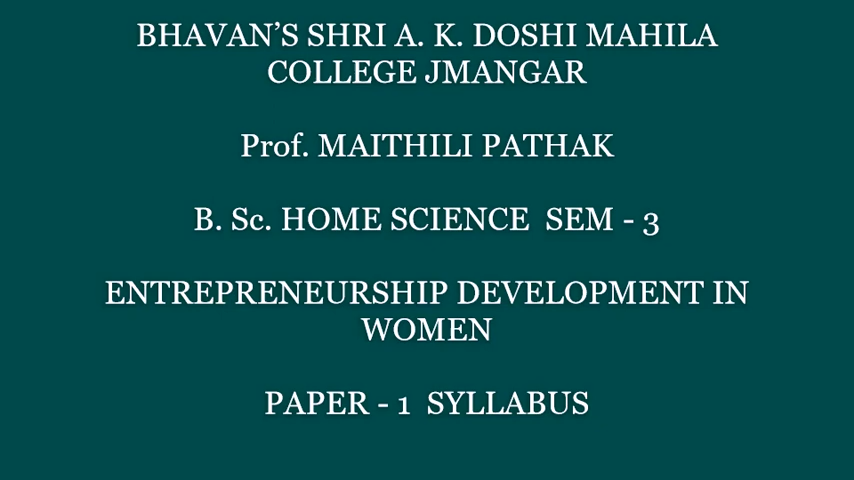 BHAVAN’S SHRI A. K. DOSHI MAHILA
COLLEGE JMANGAR
Prof. MAITHILI PATHAK
B. Sc. HOME SCIENCE  SEM - 3
ENTREPRENEURSHIP DEVELOPMENT IN
WOMEN
PAPER - 1  SYLLABUS